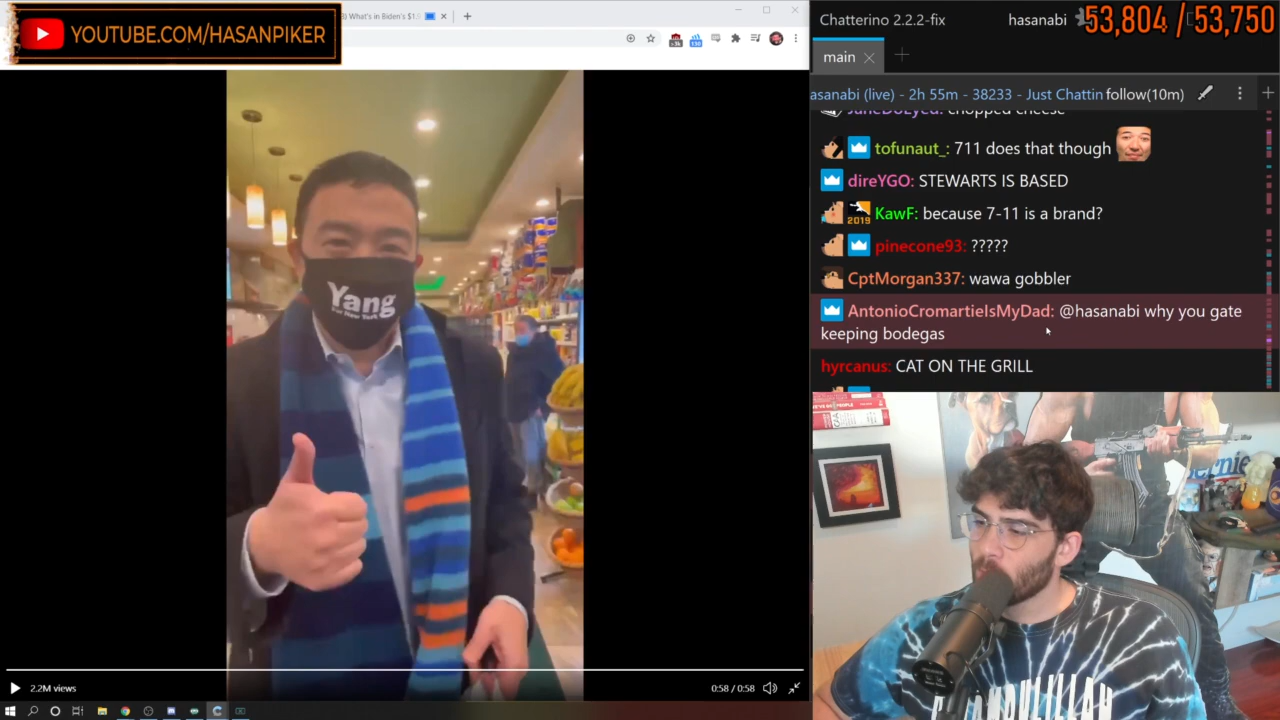 YOUTUBE.COM/HASANPIKER
What's in Biden's $1.
Chatterino 2.2.2-fix
hasanabi
53,804 / 53,750
main
asanabi (live) - 2h 55m - 38233 - Just Chattin follow(10m)
chopped cheese
tofunaut_: 711 does that though
direYGO: STEWARTS IS BASED
2019 KawF: because 7-11 is a brand?
pinecone93: ?????
CptMorgan337: wawa gobbler
AntonioCromartieIsMyDad: @hasanabi why you gate
keeping bodegas
hyrcanus: CAT ON THE GRILL
Yang
For New York
Bernie
2.2M views
0:58 / 0:58